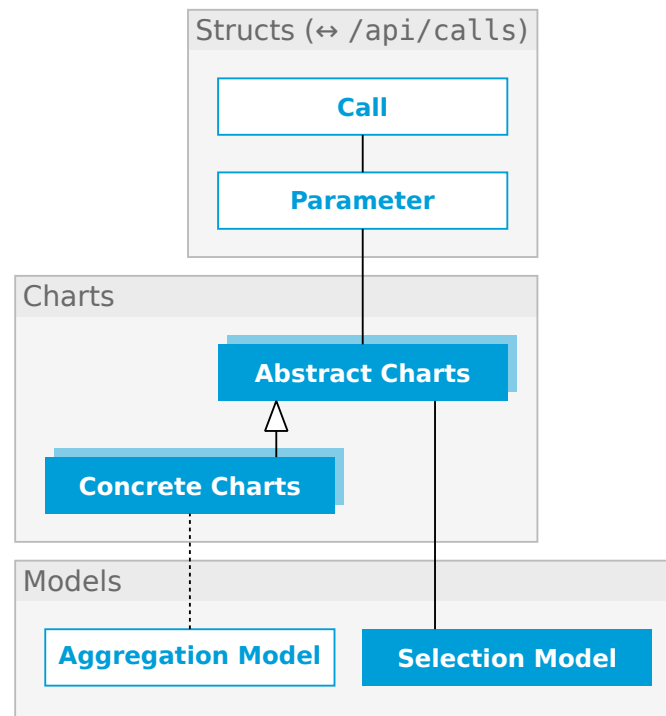 Structs (↔ /api/calls)
Call
Parameter
Charts
Abstract Charts
Concrete Charts
Models
Aggregation Model
Selection Model